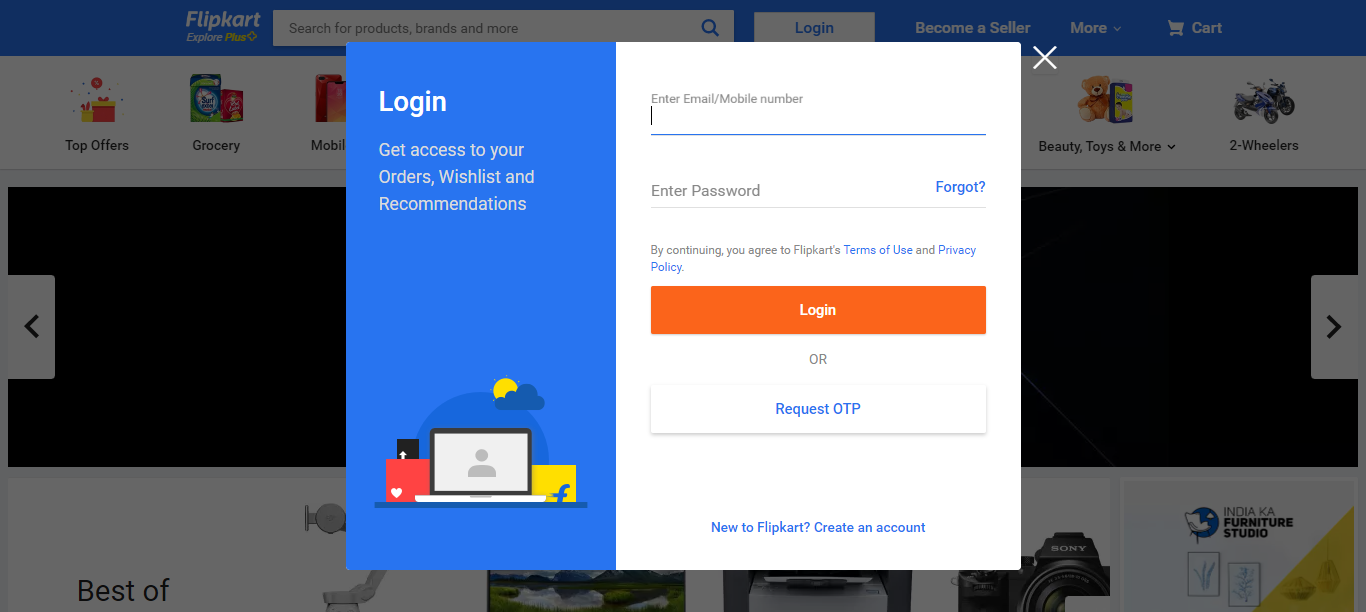 Flipkart
Explore Plus
Search for products, brands and more
Login
Become a Seller
More
Cart
Top Offers
Grocery
Beauty, Toys & More
2-Wheelers
Login
Get access to your
Orders, Wishlist and
Recommendations
Enter Email/Mobile number
Enter Password
Forgot?
By continuing, you agree to Flipkart's Terms of Use and Privacy
Policy.
Login
OR
Request OTP
New to Flipkart? Create an account
Best of
SONY
INDIA KA
FURNITURE
STUDIO